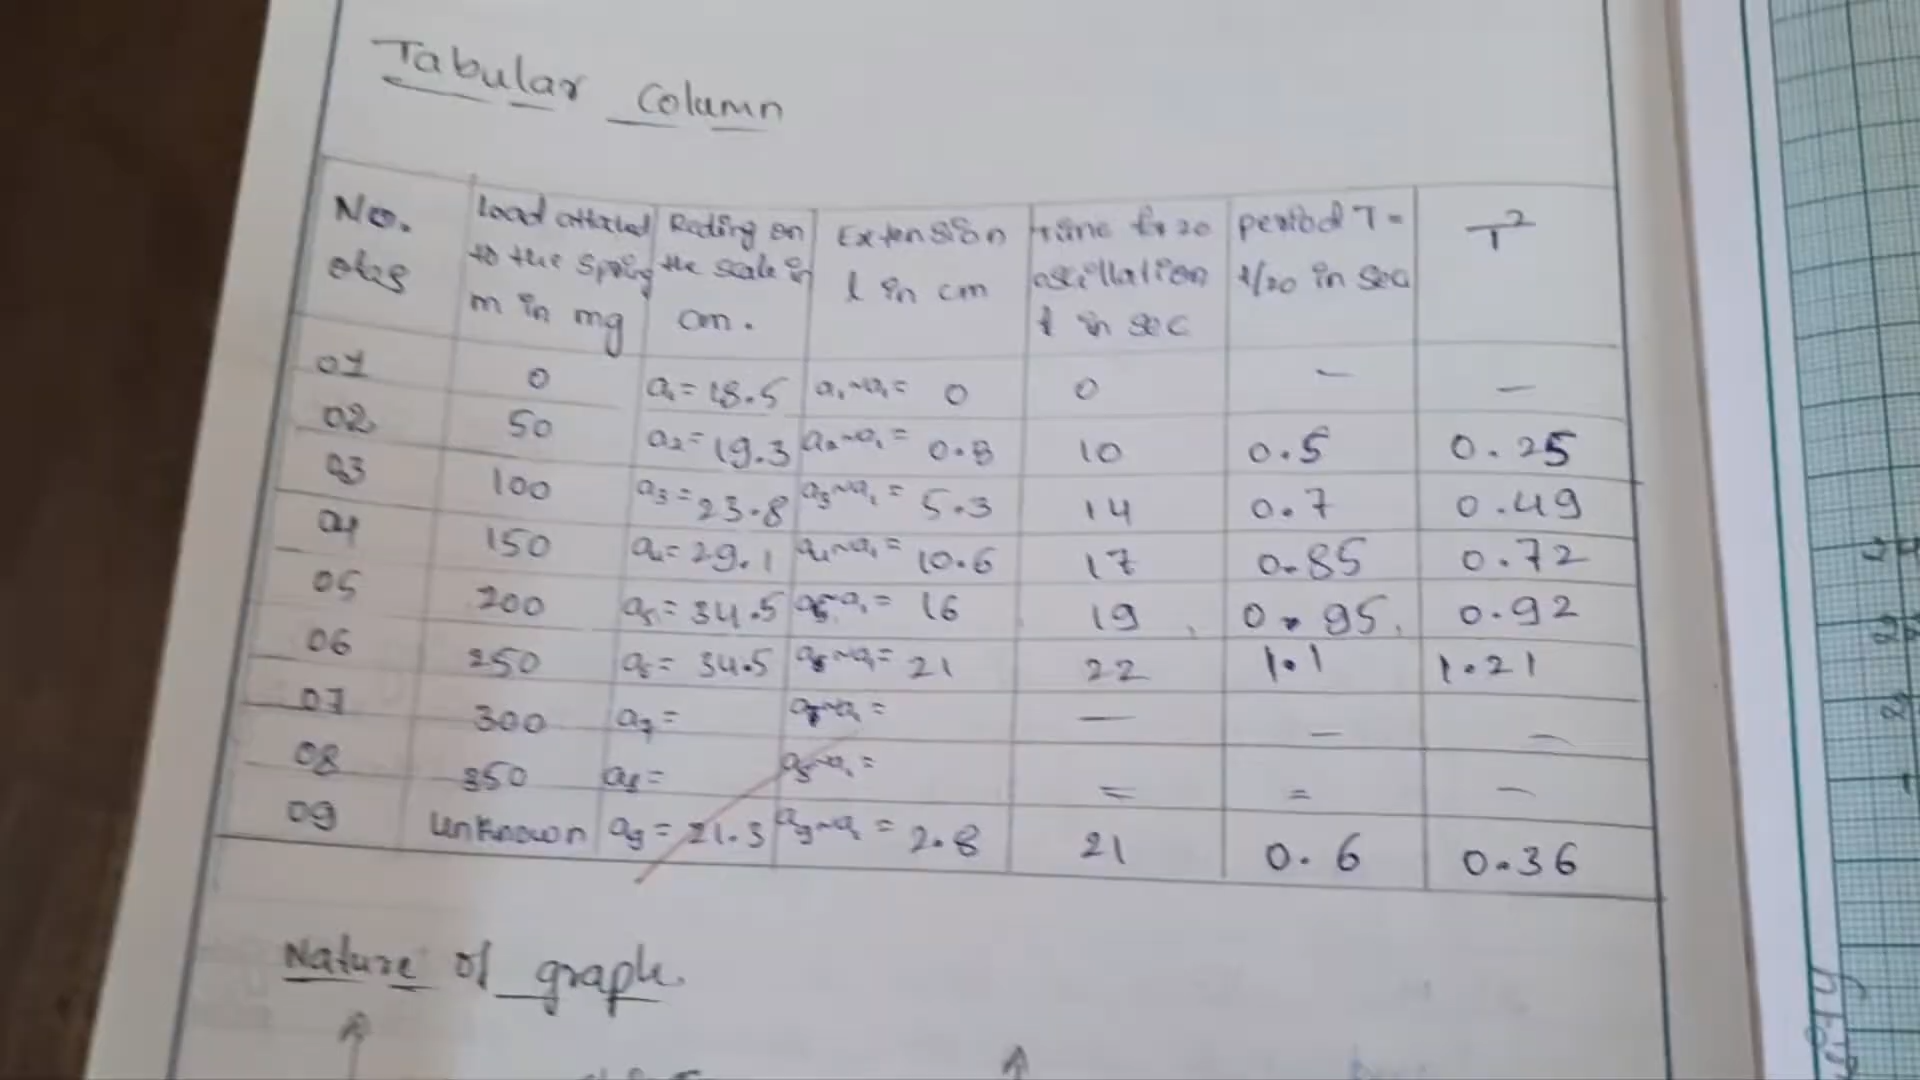 Tabular Column
No. obs | Load attached to the spring m in mg | Reding on the scale in cm. | Extension l in cm | time for 20 oscillation t in sec | period T = t/20 in sec | T²
01 | 0 | a₁ = 18.5 | a₁~a₁ = 0 | 0 | — | —
02 | 50 | a₂ = 19.3 | a₂~a₁ = 0.8 | 10 | 0.5 | 0.25
03 | 100 | a₃ = 23.8 | a₃~a₁ = 5.3 | 14 | 0.7 | 0.49
04 | 150 | a₄ = 29.1 | a₄~a₁ = 10.6 | 17 | 0.85 | 0.72
05 | 200 | a₅ = 34.5 | a₅~a₁ = 16 | 19 | 0.95 | 0.92
06 | 250 | a₆ = 34.5 | a₆~a₁ = 21 | 22 | 1.1 | 1.21
07 | 300 | a₇ = | a₇~a₁ = | — | — | —
08 | 350 | a₈ = | a₈~a₁ = | = | = | —
09 | unknown | a₉ = 21.3 | a₉~a₁ = 2.8 | 21 | 0.6 | 0.36
Nature of graph.